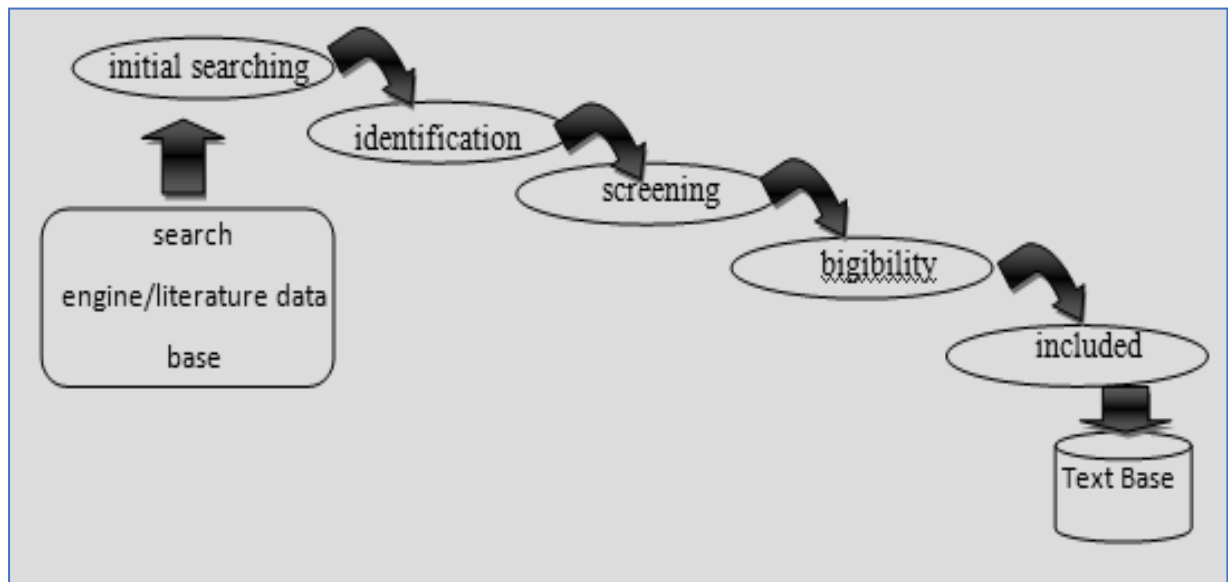 initial searching
identification
screening
bigibility
included
search
engine/literature data
base
Text Base